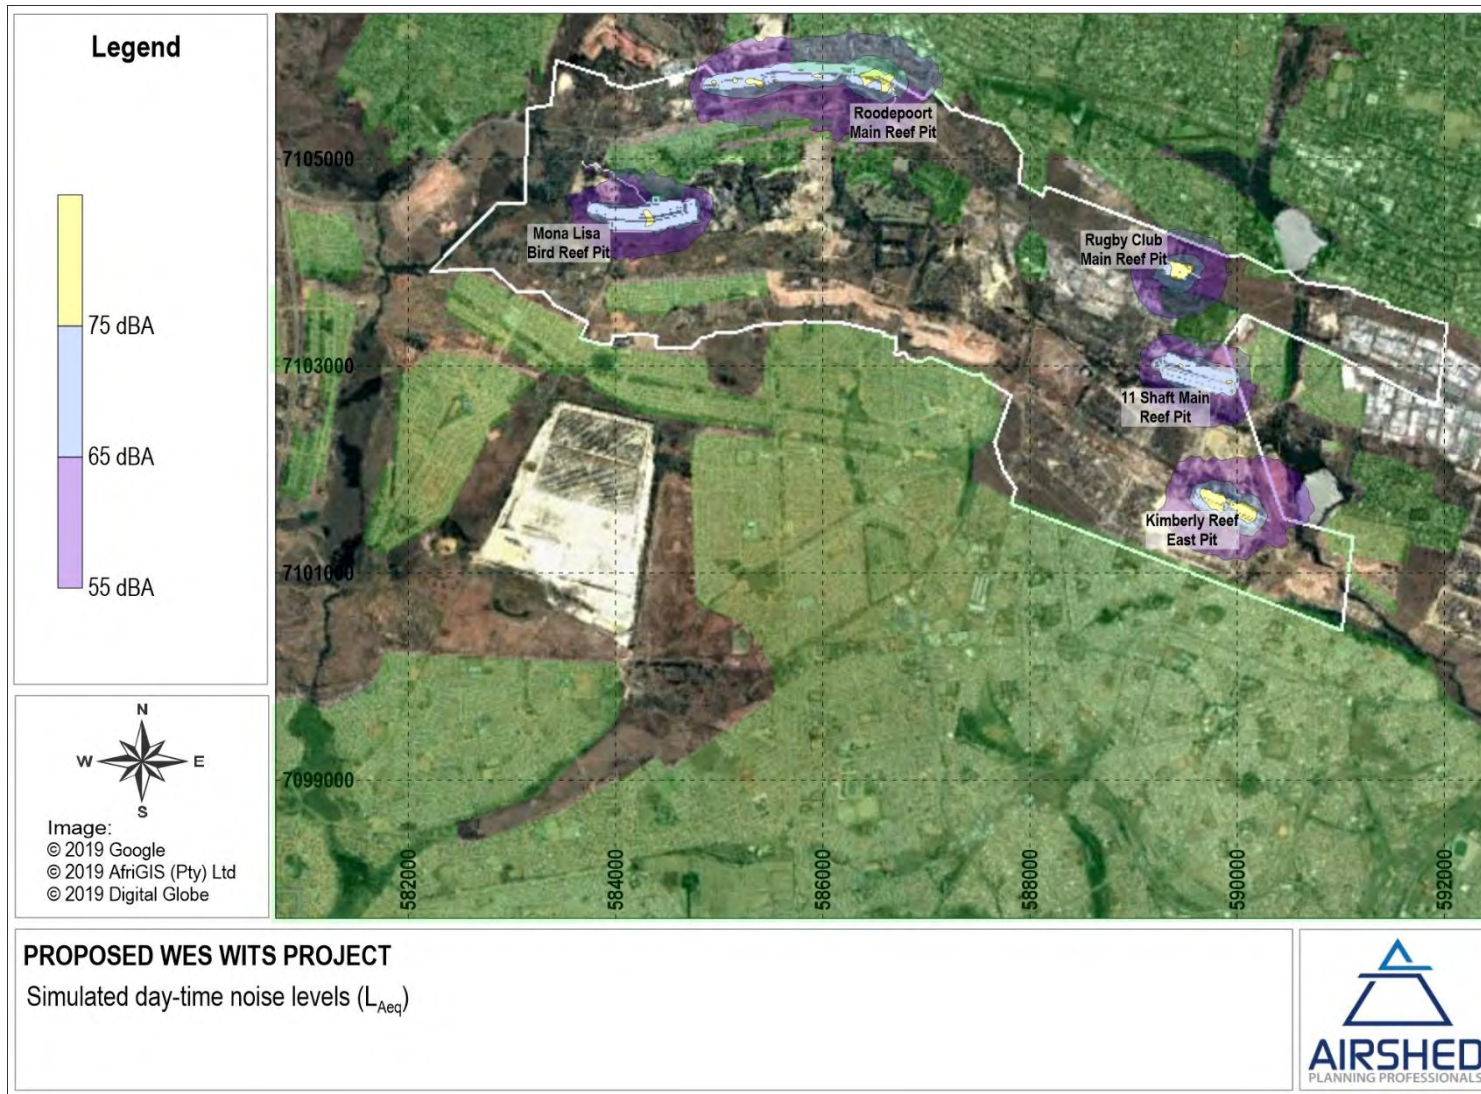 Legend
75 dBA
65 dBA
55 dBA
N
W
E
S
Image:
© 2019 Google
© 2019 AfriGIS (Pty) Ltd
© 2019 Digital Globe
Roodepoort
Main Reef Pit
7105000
Mona Lisa
Bird Reef Pit
Rugby Club
Main Reef Pit
7103000
11 Shaft Main
Reef Pit
Kimberly Reef
East Pit
7101000
7099000
582000
584000
586000
588000
590000
592000
PROPOSED WES WITS PROJECT
Simulated day-time noise levels (LAeq)
AIRSHED
PLANNING PROFESSIONALS